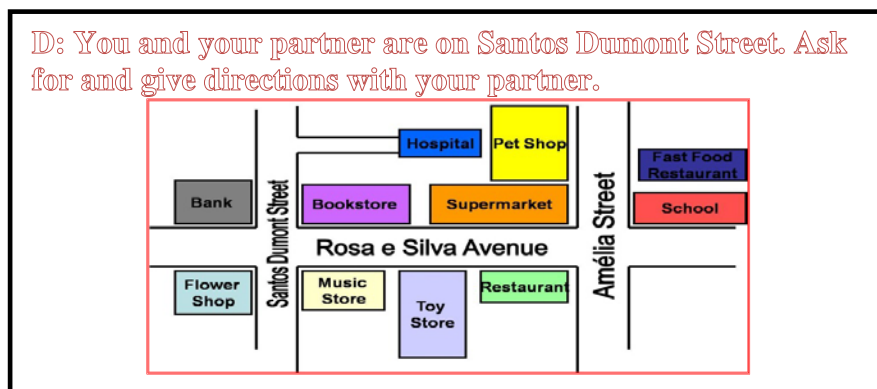 D: You and your partner are on Santos Dumont Street. Ask
for and give directions with your partner.
Hospital
Pet Shop
Fast Food
Restaurant
Bank
Santos Dumont Street
Bookstore
Supermarket
Amélia Street
School
Rosa e Silva Avenue
Flower
Shop
Music
Store
Toy
Store
Restaurant